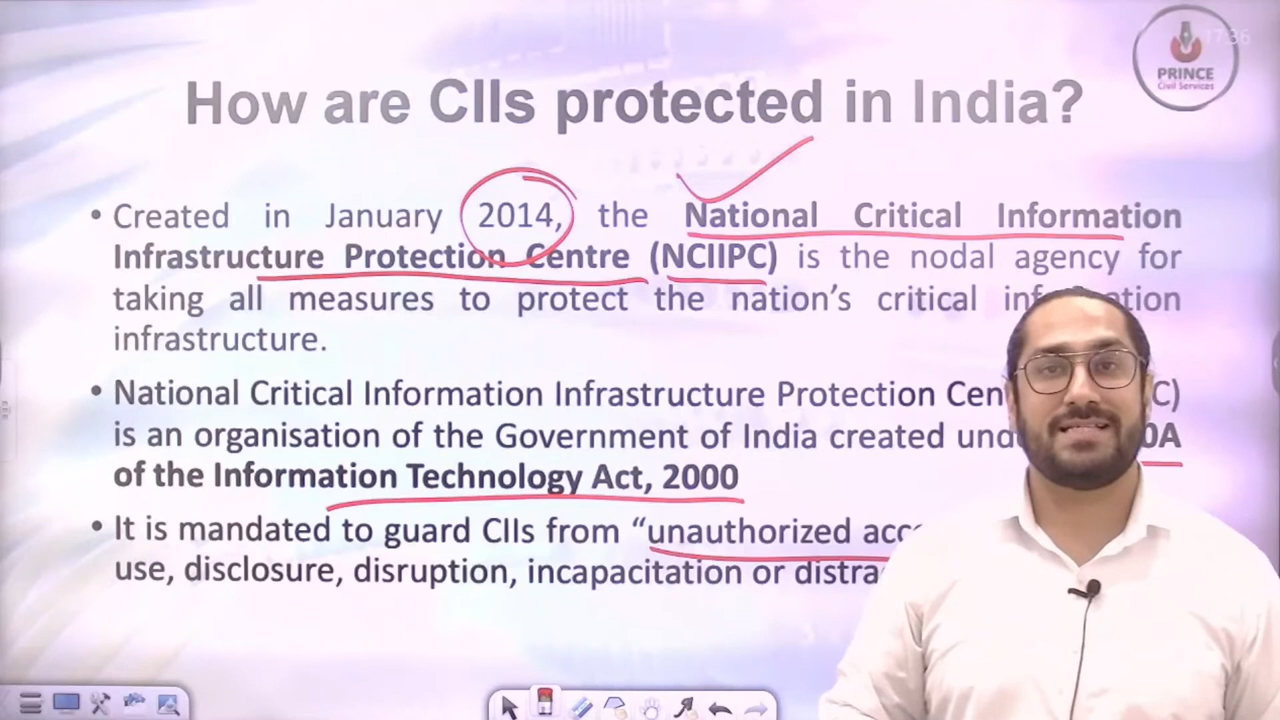 17:36
PRINCE
Civil Services
How are CIIs protected in India?
• Created in January 2014, the National Critical Information
Infrastructure Protection Centre (NCIIPC) is the nodal agency for
taking all measures to protect the nation’s critical
infrastructure.
• National Critical Information Infrastructure Protection
is an organisation of the Government of India created
of the Information Technology Act, 2000
• It is mandated to guard CIIs from “unauthorized
use, disclosure, disruption, incapacitation or